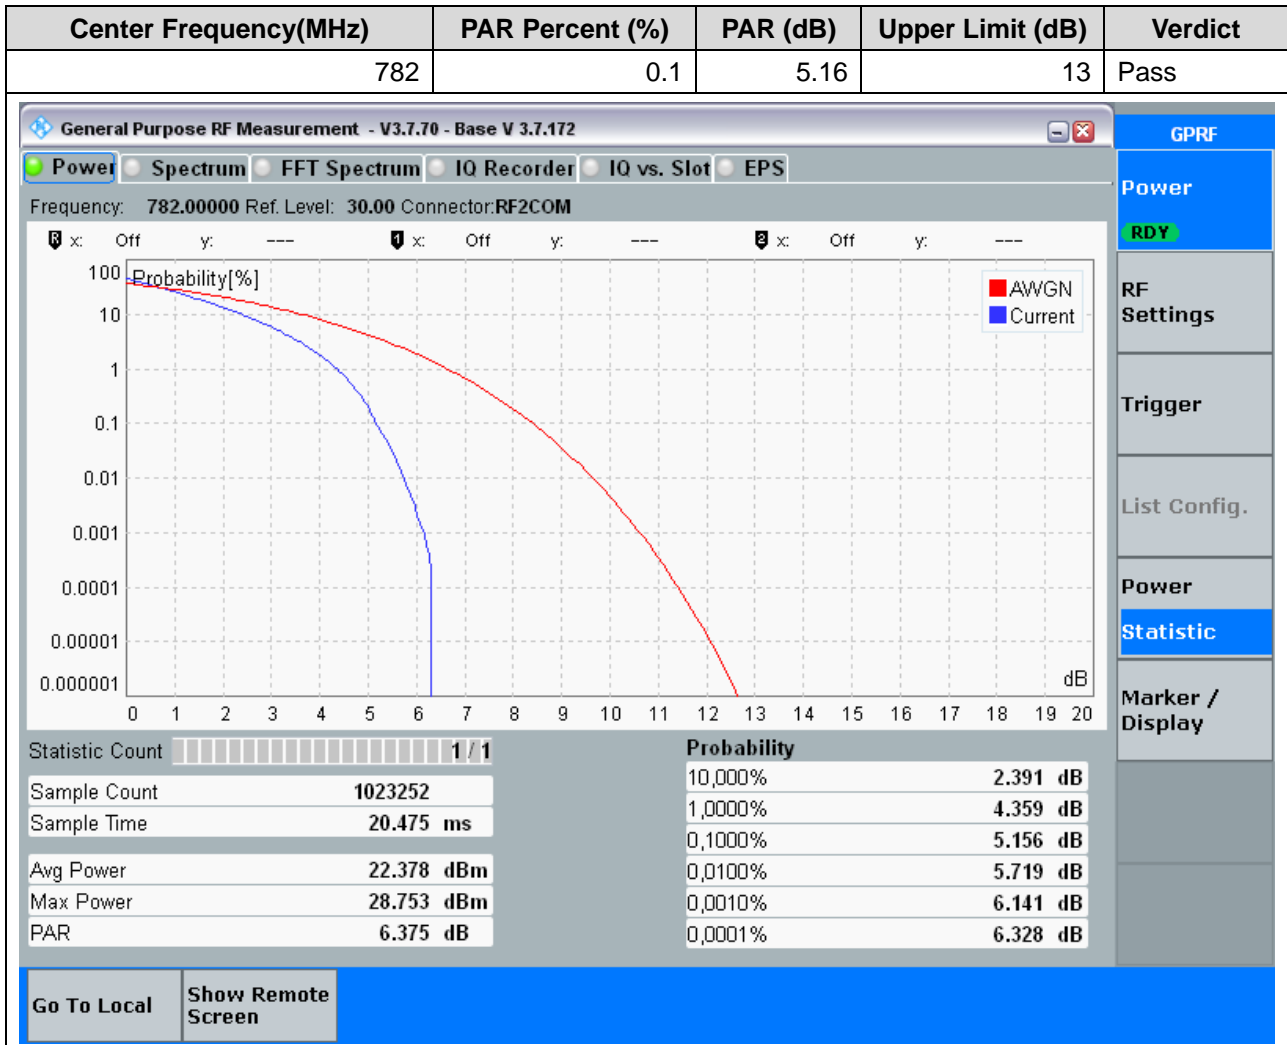 Center Frequency(MHz) PAR Percent (%) PAR (dB) Upper Limit (dB) Verdict
782 0.1 5.16 13 Pass
General Purpose RF Measurement - V3.7.70 - Base V 3.7.172
GPRF
Power Spectrum FFT Spectrum IQ Recorder IQ vs. Slot EPS
Frequency: 782.00000 Ref. Level: 30.00 Connector:RF2COM
R x: Off y: --- 1 x: Off y: --- 2 x: Off y: ---
Probability[%]
AWGN
Current
100
10
1
0.1
0.01
0.001
0.0001
0.00001
0.000001
dB
0 1 2 3 4 5 6 7 8 9 10 11 12 13 14 15 16 17 18 19 20
Statistic Count 1 / 1
Sample Count 1023252
Sample Time 20.475 ms
Avg Power 22.378 dBm
Max Power 28.753 dBm
PAR 6.375 dB
Probability
10,000% 2.391 dB
1,0000% 4.359 dB
0,1000% 5.156 dB
0,0100% 5.719 dB
0,0010% 6.141 dB
0,0001% 6.328 dB
Power
RDY
RF
Settings
Trigger
List Config.
Power
Statistic
Marker /
Display
Go To Local
Show Remote
Screen